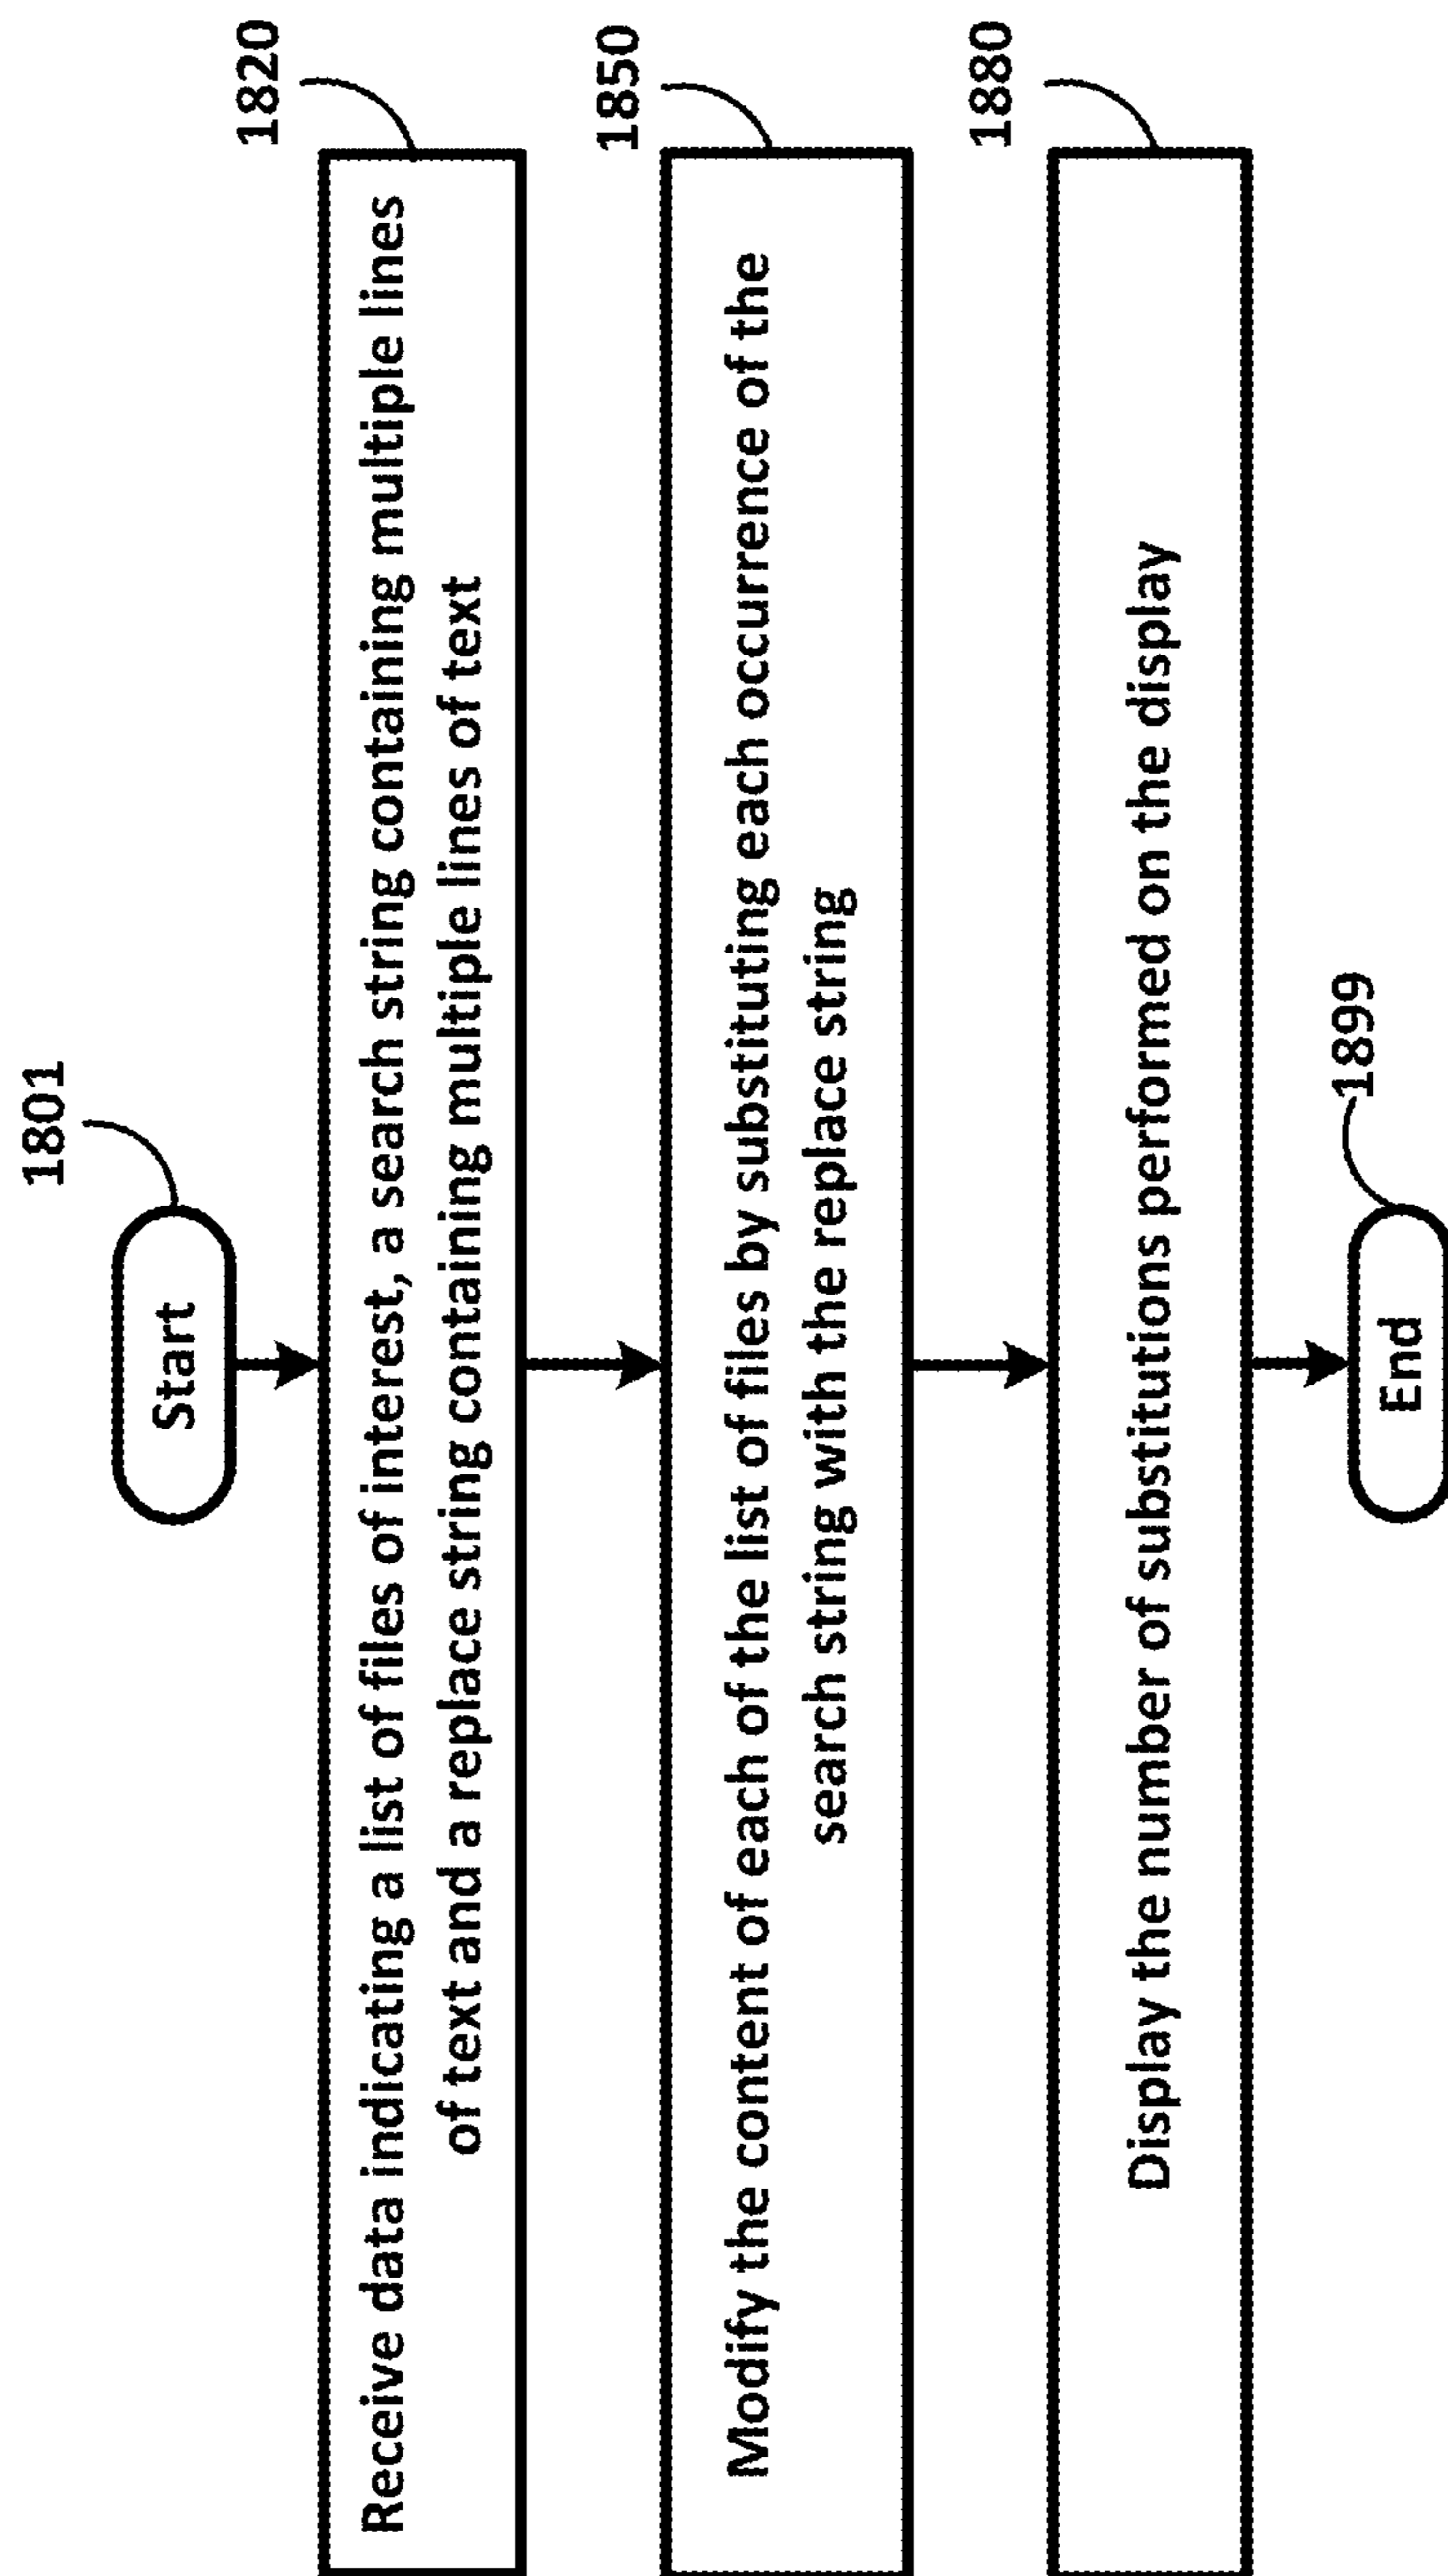 1801
Start
1820
Receive data indicating a list of files of interest, a search string containing multiple lines
of text and a replace string containing multiple lines of text
1850
Modify the content of each of the list of files by substituting each occurrence of the
search string with the replace string
1880
Display the number of substitutions performed on the display
1899
End